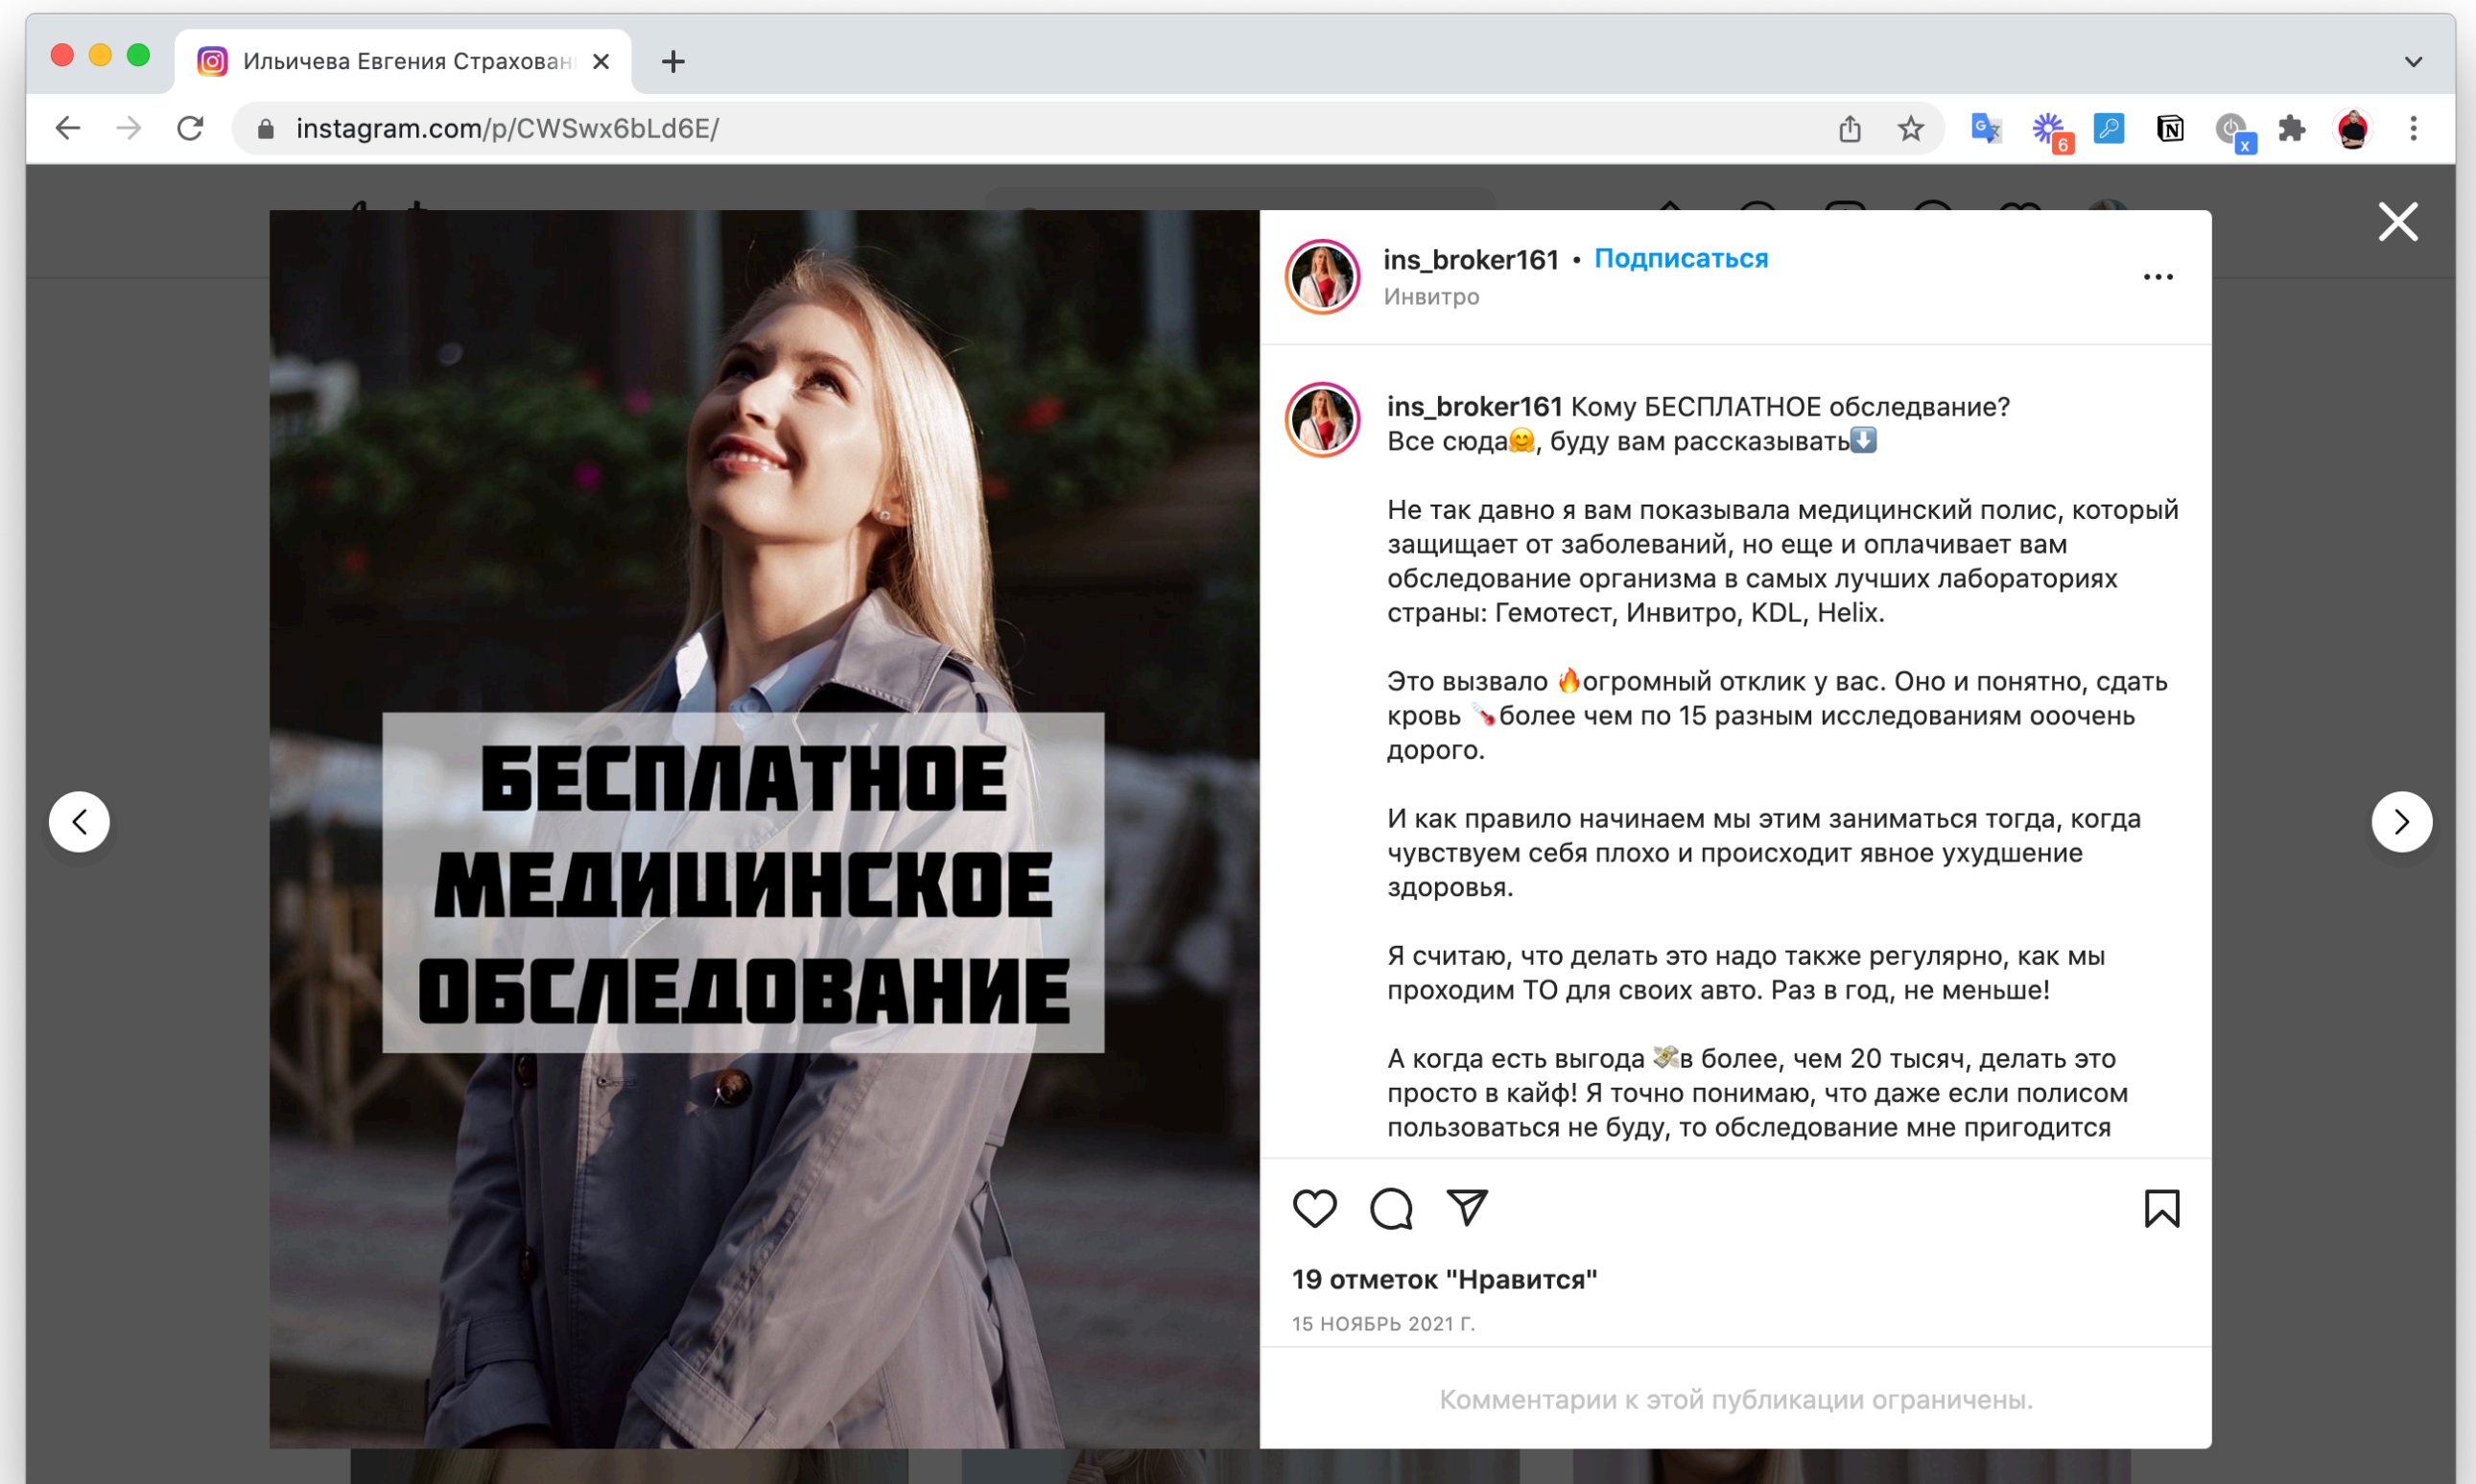 Ильичева Евгения Страхован
instagram.com/p/CWSwx6bLd6E/
6
x
БЕСПЛАТНОЕ
МЕДИЦИНСКОЕ
ОБСЛЕДОВАНИЕ
ins_broker161 • Подписаться
Инвитро
ins_broker161 Кому БЕСПЛАТНОЕ обследвание?
Все сюда🤗, буду вам рассказывать⬇️
Не так давно я вам показывала медицинский полис, который
защищает от заболеваний, но еще и оплачивает вам
обследование организма в самых лучших лабораториях
страны: Гемотест, Инвитро, KDL, Helix.
Это вызвало 🔥огромный отклик у вас. Оно и понятно, сдать
кровь 🌡️более чем по 15 разным исследованиям ооочень
дорого.
И как правило начинаем мы этим заниматься тогда, когда
чувствуем себя плохо и происходит явное ухудшение
здоровья.
Я считаю, что делать это надо также регулярно, как мы
проходим ТО для своих авто. Раз в год, не меньше!
А когда есть выгода 💸в более, чем 20 тысяч, делать это
просто в кайф! Я точно понимаю, что даже если полисом
пользоваться не буду, то обследование мне пригодится
19 отметок "Нравится"
15 НОЯБРЬ 2021 Г.
Комментарии к этой публикации ограничены.